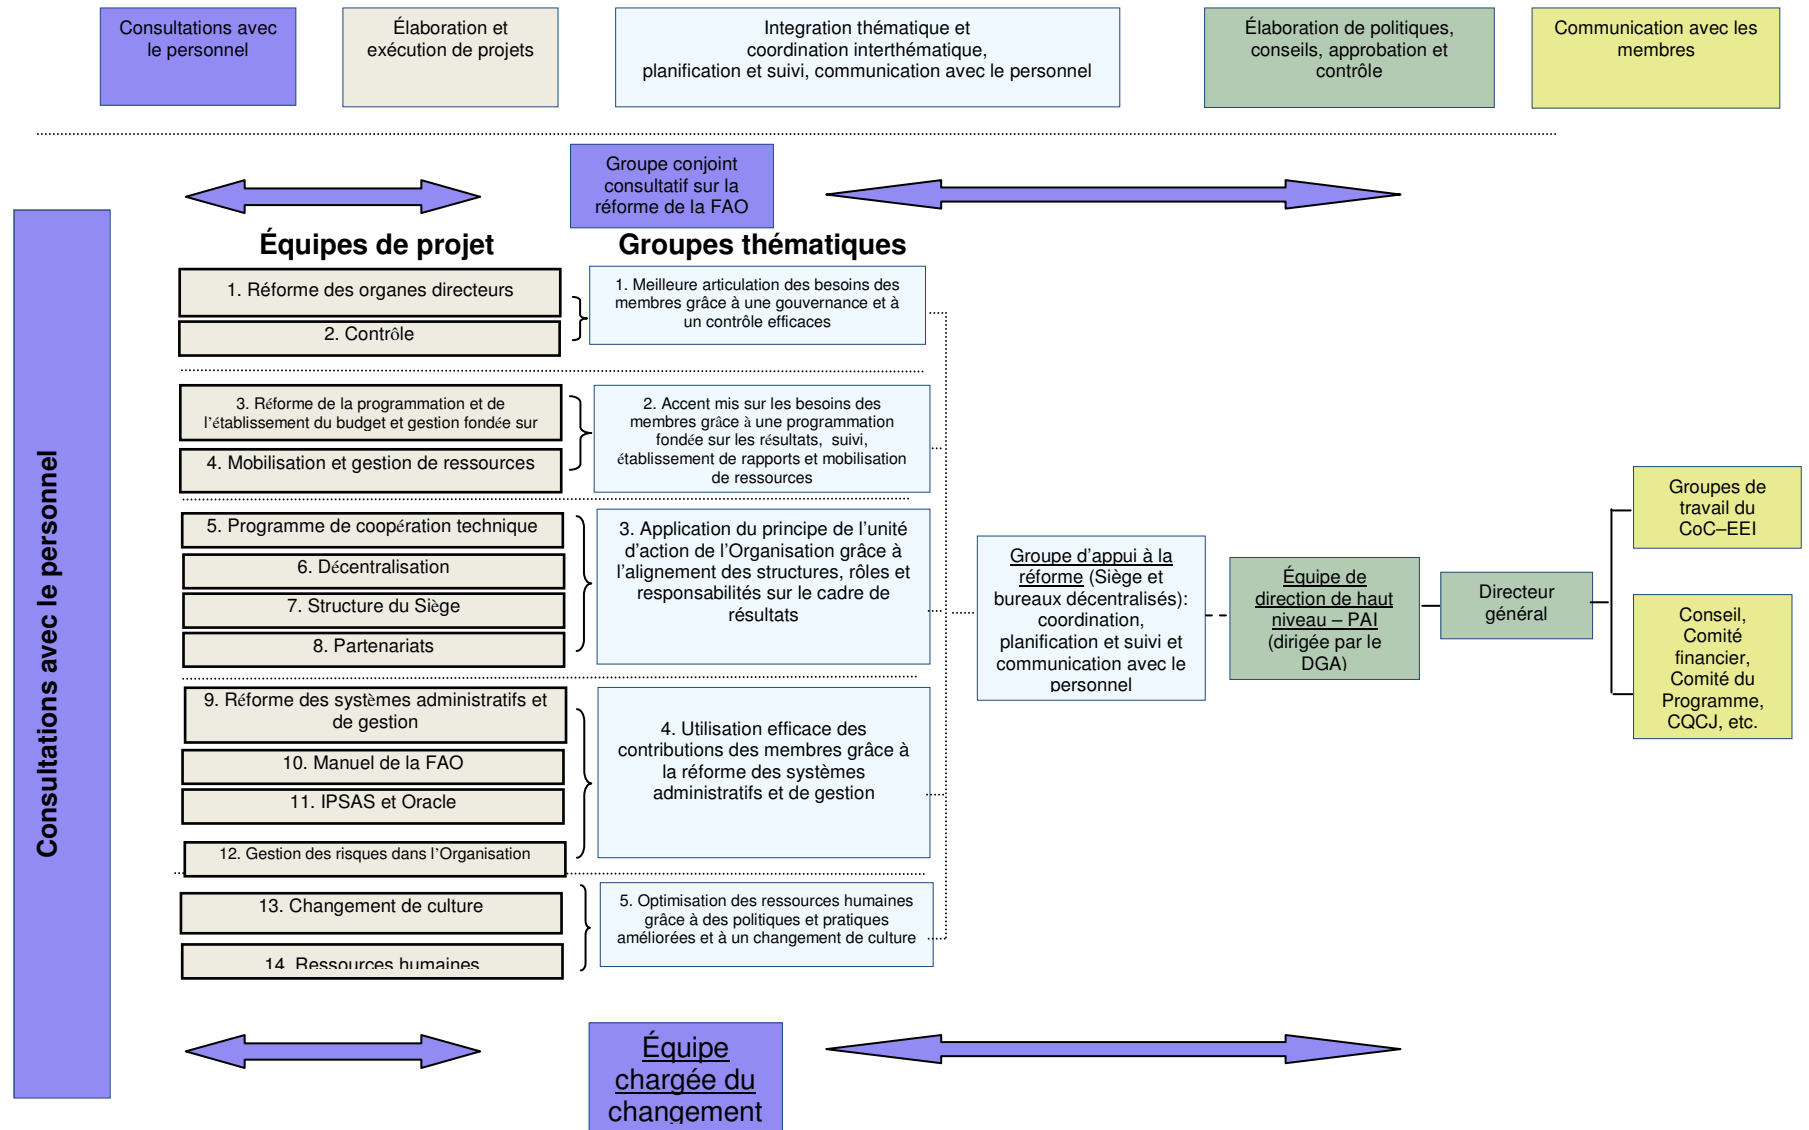 Consultations avec
le personnel
Élaboration et
exécution de projets
Integration thématique et
coordination interthématique,
planification et suivi, communication avec le personnel
Élaboration de politiques,
conseils, approbation et
contrôle
Communication avec les
membres
Groupe conjoint
consultatif sur la
réforme de la FAO
Consultations avec le personnel
Équipes de projet
Groupes thématiques
1. Réforme des organes directeurs
2. Contrôle
1. Meilleure articulation des besoins des
membres grâce à une gouvernance et à
un contrôle efficaces
3. Réforme de la programmation et de
l’établissement du budget et gestion fondée sur
4. Mobilisation et gestion de ressources
2. Accent mis sur les besoins des
membres grâce à une programmation
fondée sur les résultats, suivi,
établissement de rapports et mobilisation
de ressources
5. Programme de coopération technique
6. Décentralisation
7. Structure du Siège
8. Partenariats
3. Application du principe de l’unité
d’action de l’Organisation grâce à
l’alignement des structures, rôles et
responsabilités sur le cadre de
résultats
9. Réforme des systèmes administratifs et
de gestion
10. Manuel de la FAO
11. IPSAS et Oracle
12. Gestion des risques dans l’Organisation
4. Utilisation efficace des
contributions des membres grâce à
la réforme des systèmes
administratifs et de gestion
13. Changement de culture
14. Ressources humaines
5. Optimisation des ressources humaines
grâce à des politiques et pratiques
améliorées et à un changement de culture
Groupe d’appui à la
réforme (Siège et
bureaux décentralisés):
coordination,
planification et suivi et
communication avec le
personnel
Équipe de
direction de haut
niveau – PAI
(dirigée par le
DGA)
Directeur
général
Groupes de
travail du
CoC–EEI
Conseil,
Comité
financier,
Comité du
Programme,
CQCJ, etc.
Équipe
chargée du
changement